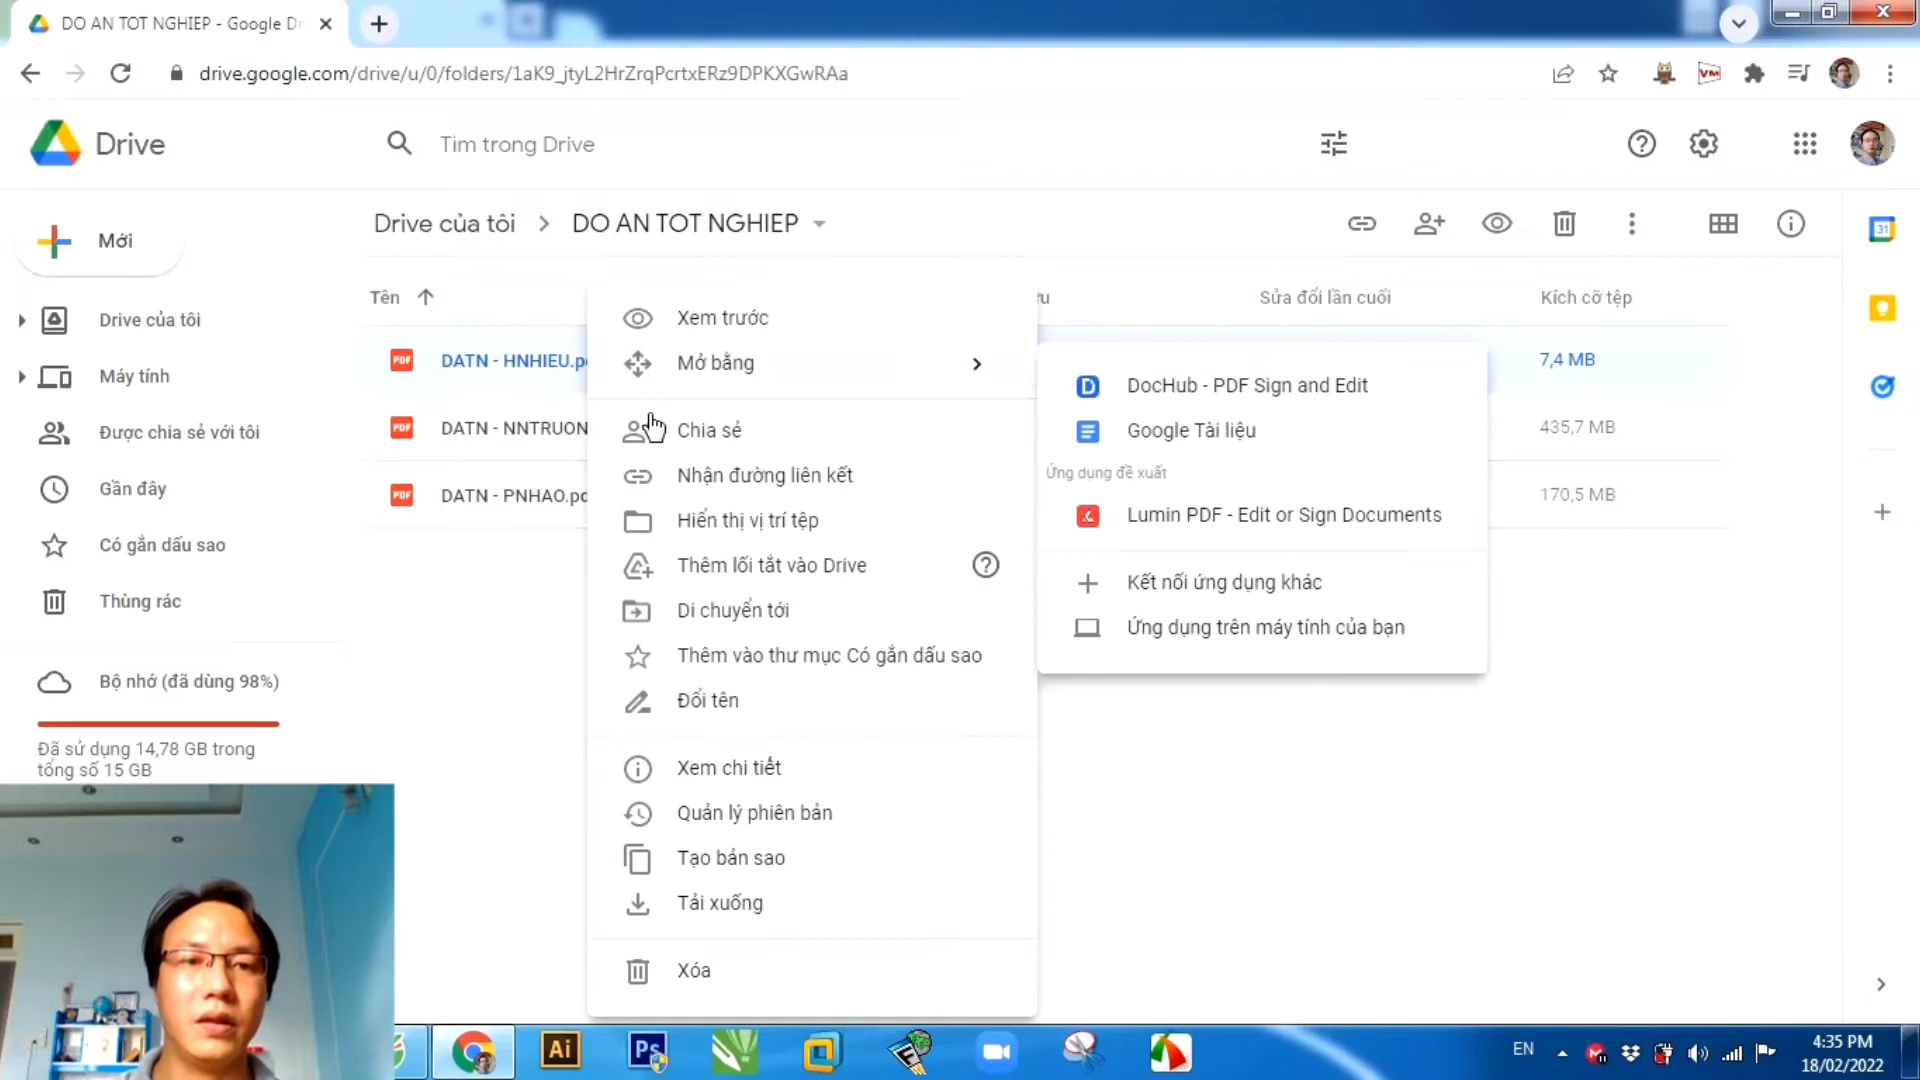 DO AN TOT NGHIEP - Google Dr
drive.google.com/drive/u/0/folders/1aK9_jtyL2HrZrqPcrtxERz9DPKXGwRAa
VM
Drive
Tìm trong Drive
Mới
Drive của tôi
Máy tính
Được chia sẻ với tôi
Gần đây
Có gắn dấu sao
Thùng rác
Bộ nhớ (đã dùng 98%)
Đã sử dụng 14,78 GB trong
tổng số 15 GB
Drive của tôi > DO AN TOT NGHIEP
Tên
Sửa đổi lần cuối
Kích cỡ tệp
PDF DATN - HNHIEU.pd
7,4 MB
PDF DATN - NNTRUON
435,7 MB
PDF DATN - PNHAO.pd
170,5 MB
Xem trước
Mở bằng
Chia sẻ
Nhận đường liên kết
Hiển thị vị trí tệp
Thêm lối tắt vào Drive
Di chuyển tới
Thêm vào thư mục Có gắn dấu sao
Đổi tên
Xem chi tiết
Quản lý phiên bản
Tạo bản sao
Tải xuống
Xóa
DocHub - PDF Sign and Edit
Google Tài liệu
Ứng dụng đề xuất
Lumin PDF - Edit or Sign Documents
Kết nối ứng dụng khác
Ứng dụng trên máy tính của bạn
31
Ai
Ps
EN
4:35 PM
18/02/2022